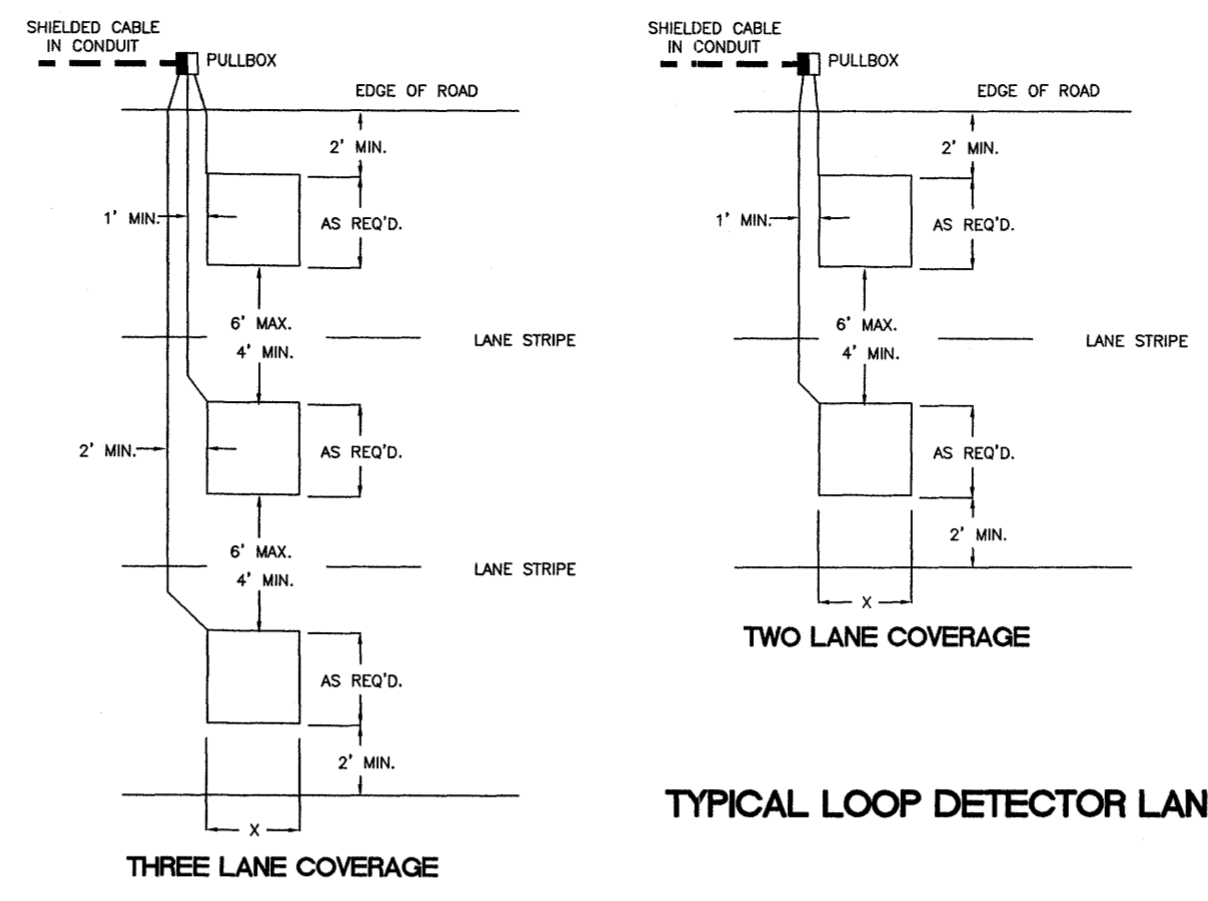 SHIELDED CABLE
IN CONDUIT
PULLBOX
EDGE OF ROAD
2' MIN.
1' MIN.
AS REQ'D.
6' MAX.
4' MIN.
LANE STRIPE
2' MIN.
AS REQ'D.
6' MAX.
4' MIN.
LANE STRIPE
AS REQ'D.
2' MIN.
X
THREE LANE COVERAGE
SHIELDED CABLE
IN CONDUIT
PULLBOX
EDGE OF ROAD
2' MIN.
1' MIN.
AS REQ'D.
6' MAX.
4' MIN.
LANE STRIPE
AS REQ'D.
2' MIN.
X
TWO LANE COVERAGE
TYPICAL LOOP DETECTOR LAN